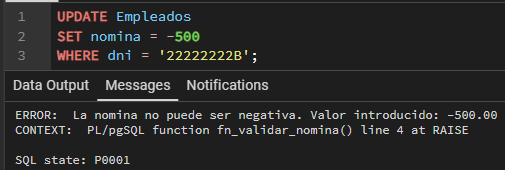 1 UPDATE Empleados
2 SET nomina = -500
3 WHERE dni = '22222222B';
Data Output Messages Notifications
ERROR: La nomina no puede ser negativa. Valor introducido: -500.00
CONTEXT: PL/pgSQL function fn_validar_nomina() line 4 at RAISE
SQL state: P0001